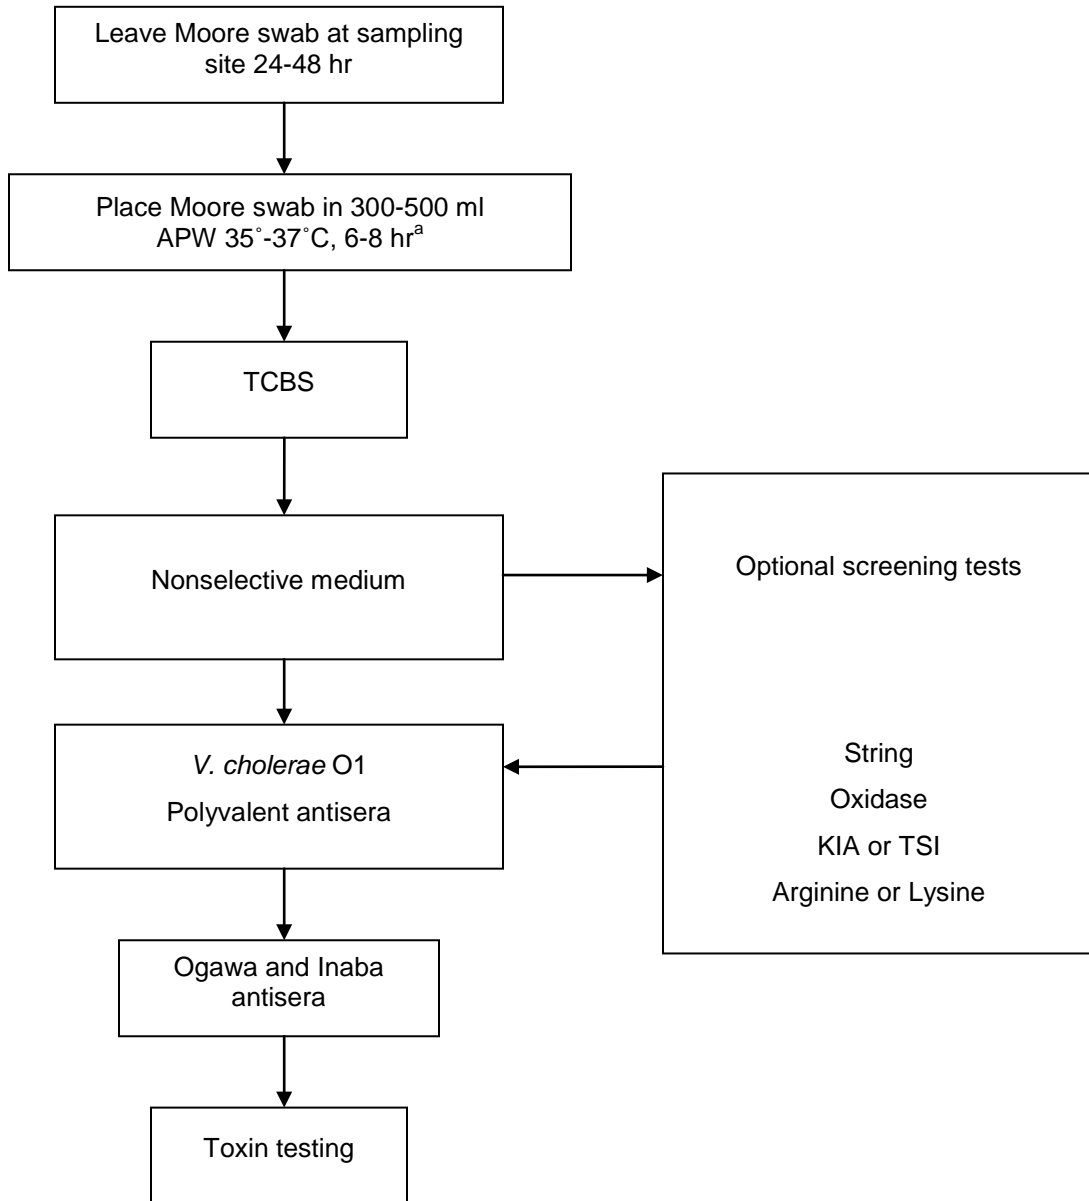 Leave Moore swab at sampling
site 24-48 hr
Place Moore swab in 300-500 ml
APW 35˚-37˚C, 6-8 hrᵃ
TCBS
Nonselective medium
Optional screening tests
String
Oxidase
KIA or TSI
Arginine or Lysine
V. cholerae O1
Polyvalent antisera
Ogawa and Inaba
antisera
Toxin testing